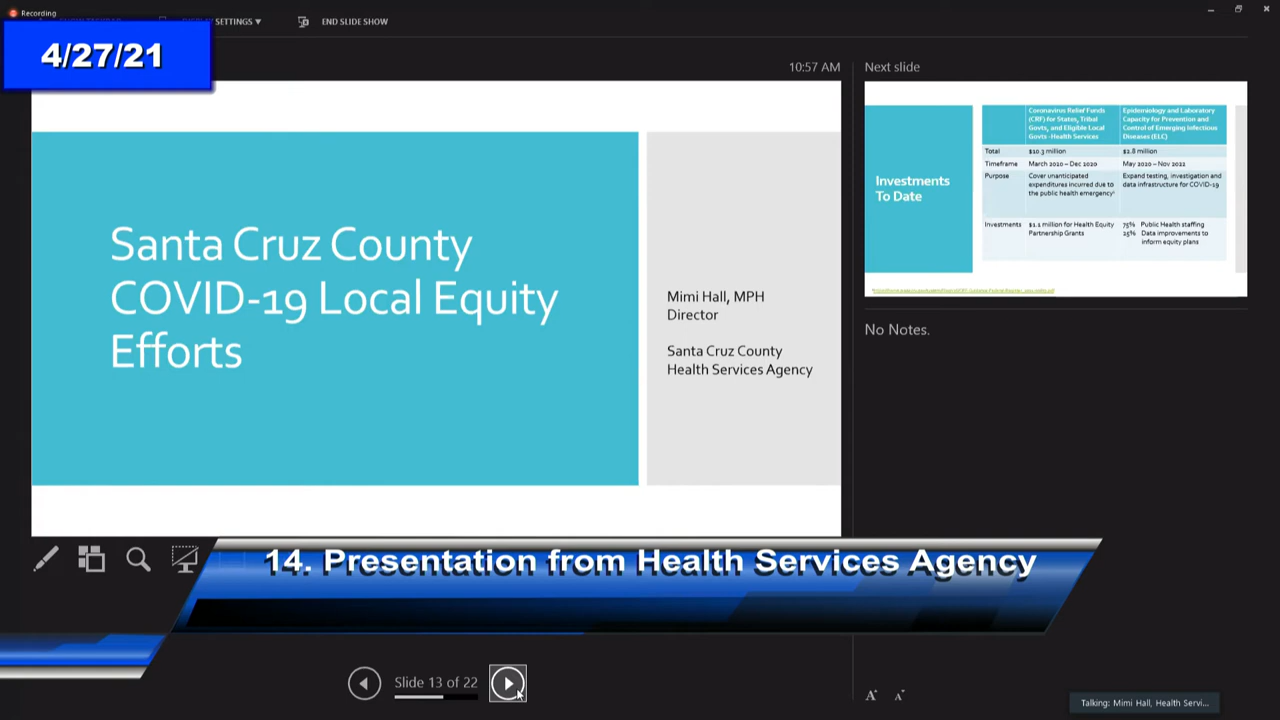 Recording
SETTINGS ▼
END SLIDE SHOW
4/27/21
10:57 AM
Next slide
Santa Cruz County
COVID-19 Local Equity
Efforts
Mimi Hall, MPH
Director
Santa Cruz County
Health Services Agency
Investments
To Date
Coronavirus Relief Funds
(CRF) for States, Tribal
Govts, and Eligible Local
Govts -Health Services
Epidemiology and Laboratory
Capacity for Prevention and
Control of Emerging Infectious
Diseases (ELC)
Total
$10.3 million
$2.8 million
Timeframe
March 2020 – Dec 2020
May 2020 – Nov 2022
Purpose
Cover unanticipated
expenditures incurred due to
the public health emergency¹
Expand testing, investigation and
data infrastructure for COVID-19
Investments
$1.1 million for Health Equity
Partnership Grants
75% Public Health staffing
25% Data improvements to
inform equity plans
No Notes.
14. Presentation from Health Services Agency
Slide 13 of 22
A A
Talking: Mimi Hall, Health Servi...